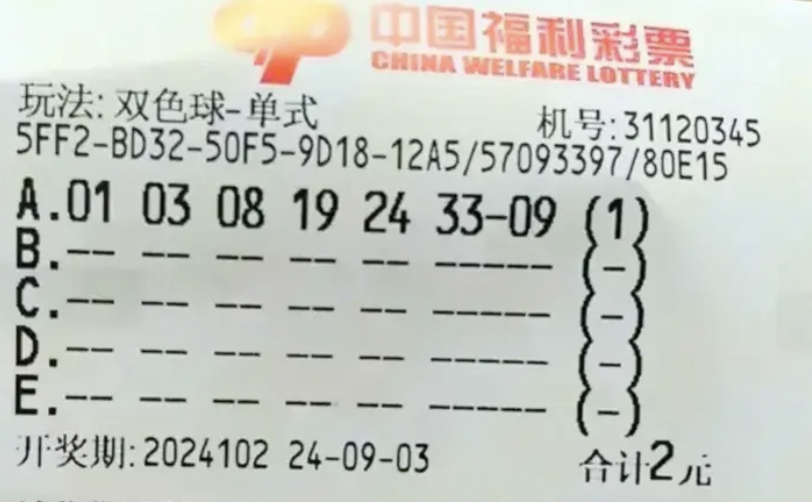 中国福利彩票
CHINA WELFARE LOTTERY
玩法: 双色球-单式 机号: 31120345
5FF2-BD32-50F5-9D18-12A5/57093397/80E15
A. 01 03 08 19 24 33-09 (1)
B. -- -- -- -- -- ----- (-)
C. -- -- -- -- -- ----- (-)
D. -- -- -- -- -- ----- (-)
E. -- -- -- -- -- ----- (-)
开奖期: 2024102 24-09-03 合计2元